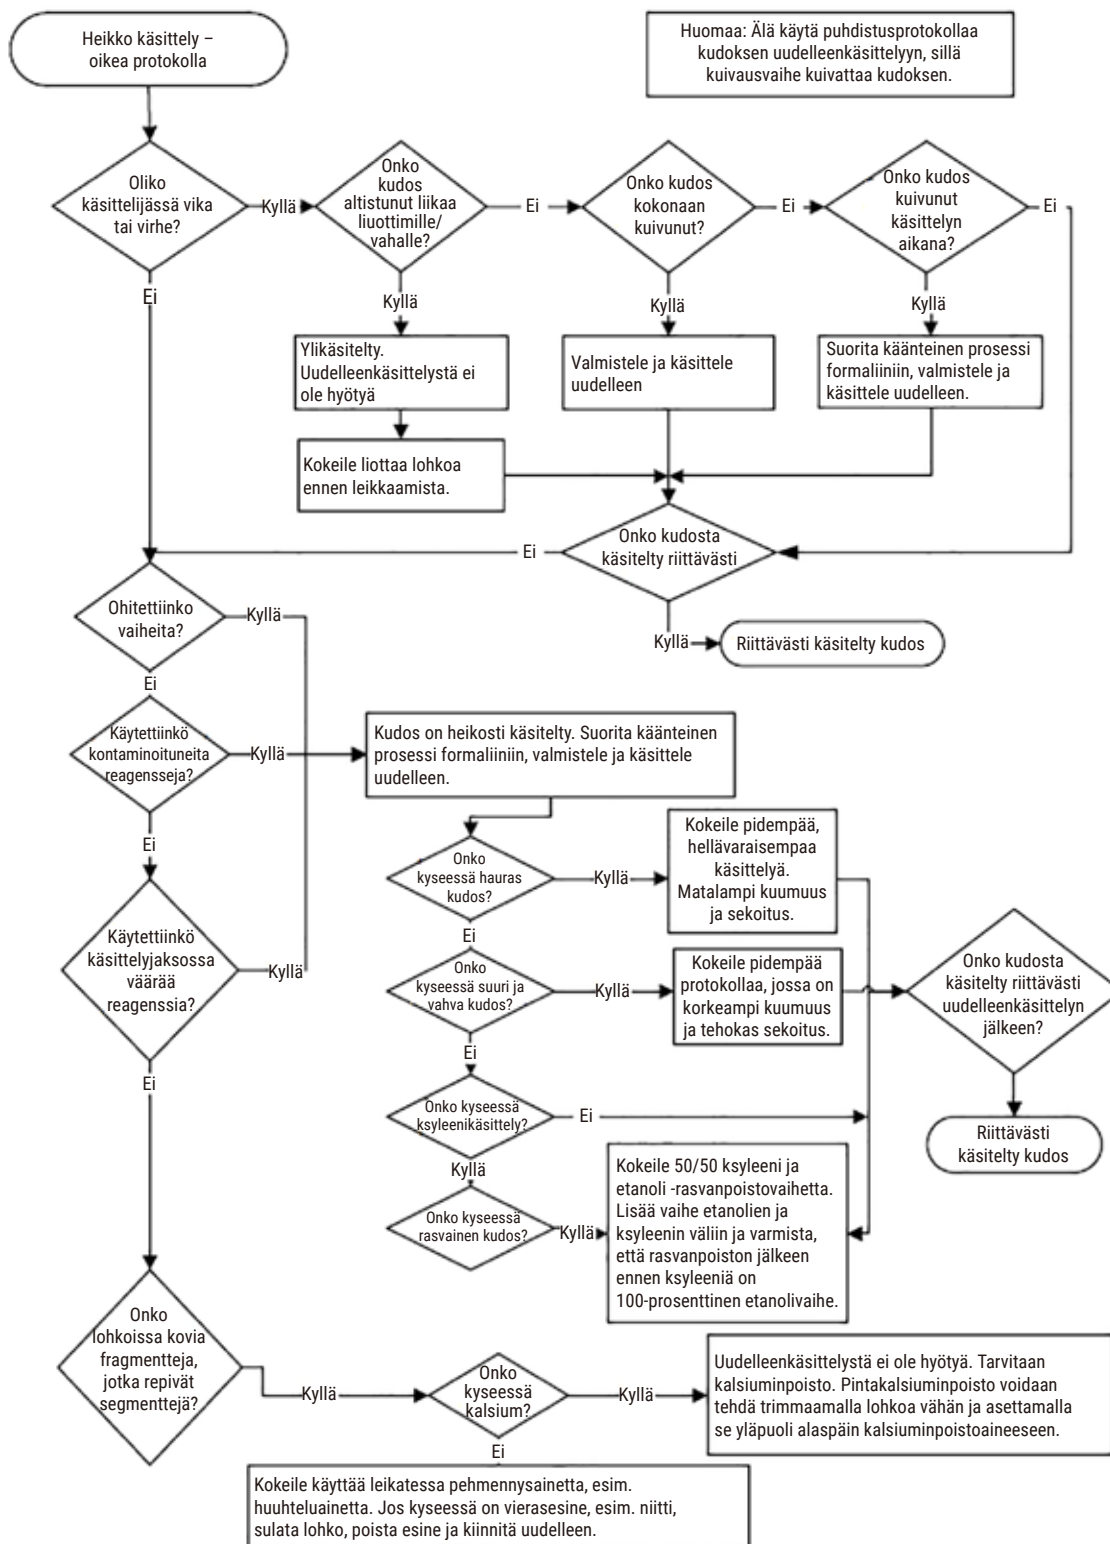 Heikko käsittely –
oikea protokolla
Huomaa: Älä käytä puhdistusprotokollaa
kudoksen uudelleenkäsittelyyn, sillä
kuivausvaihe kuivattaa kudoksen.
Oliko
käsittelijässä vika
tai virhe?
Kyllä
Onko
kudos
altistunut liikaa
liuottimille/
vahalle?
Ei
Onko kudos
kokonaan
kuivunut?
Ei
Onko kudos
kuivunut
käsittelyn
aikana?
Ei
Ei
Kyllä
Kyllä
Kyllä
Ylikäsitelty.
Uudelleenkäsittelystä ei
ole hyötyä
Valmistele ja käsittele
uudelleen
Suorita käänteinen prosessi
formaliiniin, valmistele ja
käsittele uudelleen.
Kokeile liottaa lohkoa
ennen leikkaamista.
Onko kudosta
käsitelty riittävästi
Ei
Kyllä
Riittävästi käsitelty kudos
Ohitettiinko
vaiheita?
Kyllä
Ei
Käytettiinkö
kontaminoituneita
reagensseja?
Kyllä
Kudos on heikosti käsitelty. Suorita käänteinen
prosessi formaliiniin, valmistele ja käsittele
uudelleen.
Ei
Käytettiinkö
käsittelyjaksossa
väärää
reagenssia?
Kyllä
Ei
Onko
kyseessä hauras
kudos?
Kyllä
Kokeile pidempää,
hellävaraisempaa
käsittelyä.
Matalampi kuumuus
ja sekoitus.
Ei
Onko
kyseessä suuri ja
vahva kudos?
Kyllä
Kokeile pidempää
protokollaa, jossa on
korkeampi kuumuus
ja tehokas sekoitus.
Onko kudosta
käsitelty riittävästi
uudelleenkäsittelyn
jälkeen?
Ei
Onko kyseessä
ksyleenikäsittely?
Ei
Riittävästi
käsitelty kudos
Kyllä
Onko kyseessä
rasvainen kudos?
Kyllä
Kokeile 50/50 ksyleeni ja
etanoli -rasvanpoistovaihetta.
Lisää vaihe etanolien ja
ksyleenin väliin ja varmista,
että rasvanpoiston jälkeen
ennen ksyleeniä on
100-prosenttinen etanolivaihe.
Onko
lohkoissa kovia
fragmentteja,
jotka repivät
segmenttejä?
Kyllä
Onko
kyseessä
kalsium?
Kyllä
Uudelleenkäsittelystä ei ole hyötyä. Tarvitaan
kalsiuminpoisto. Pintakalsiuminpoisto voidaan
tehdä trimmaamalla lohkoa vähän ja asettamalla
se yläpuoli alaspäin kalsiuminpoistoaineeseen.
Ei
Kokeile käyttää leikatessa pehmennysainetta, esim.
huuhteluainetta. Jos kyseessä on vierasesine, esim. niitti,
sulata lohko, poista esine ja kiinnitä uudelleen.